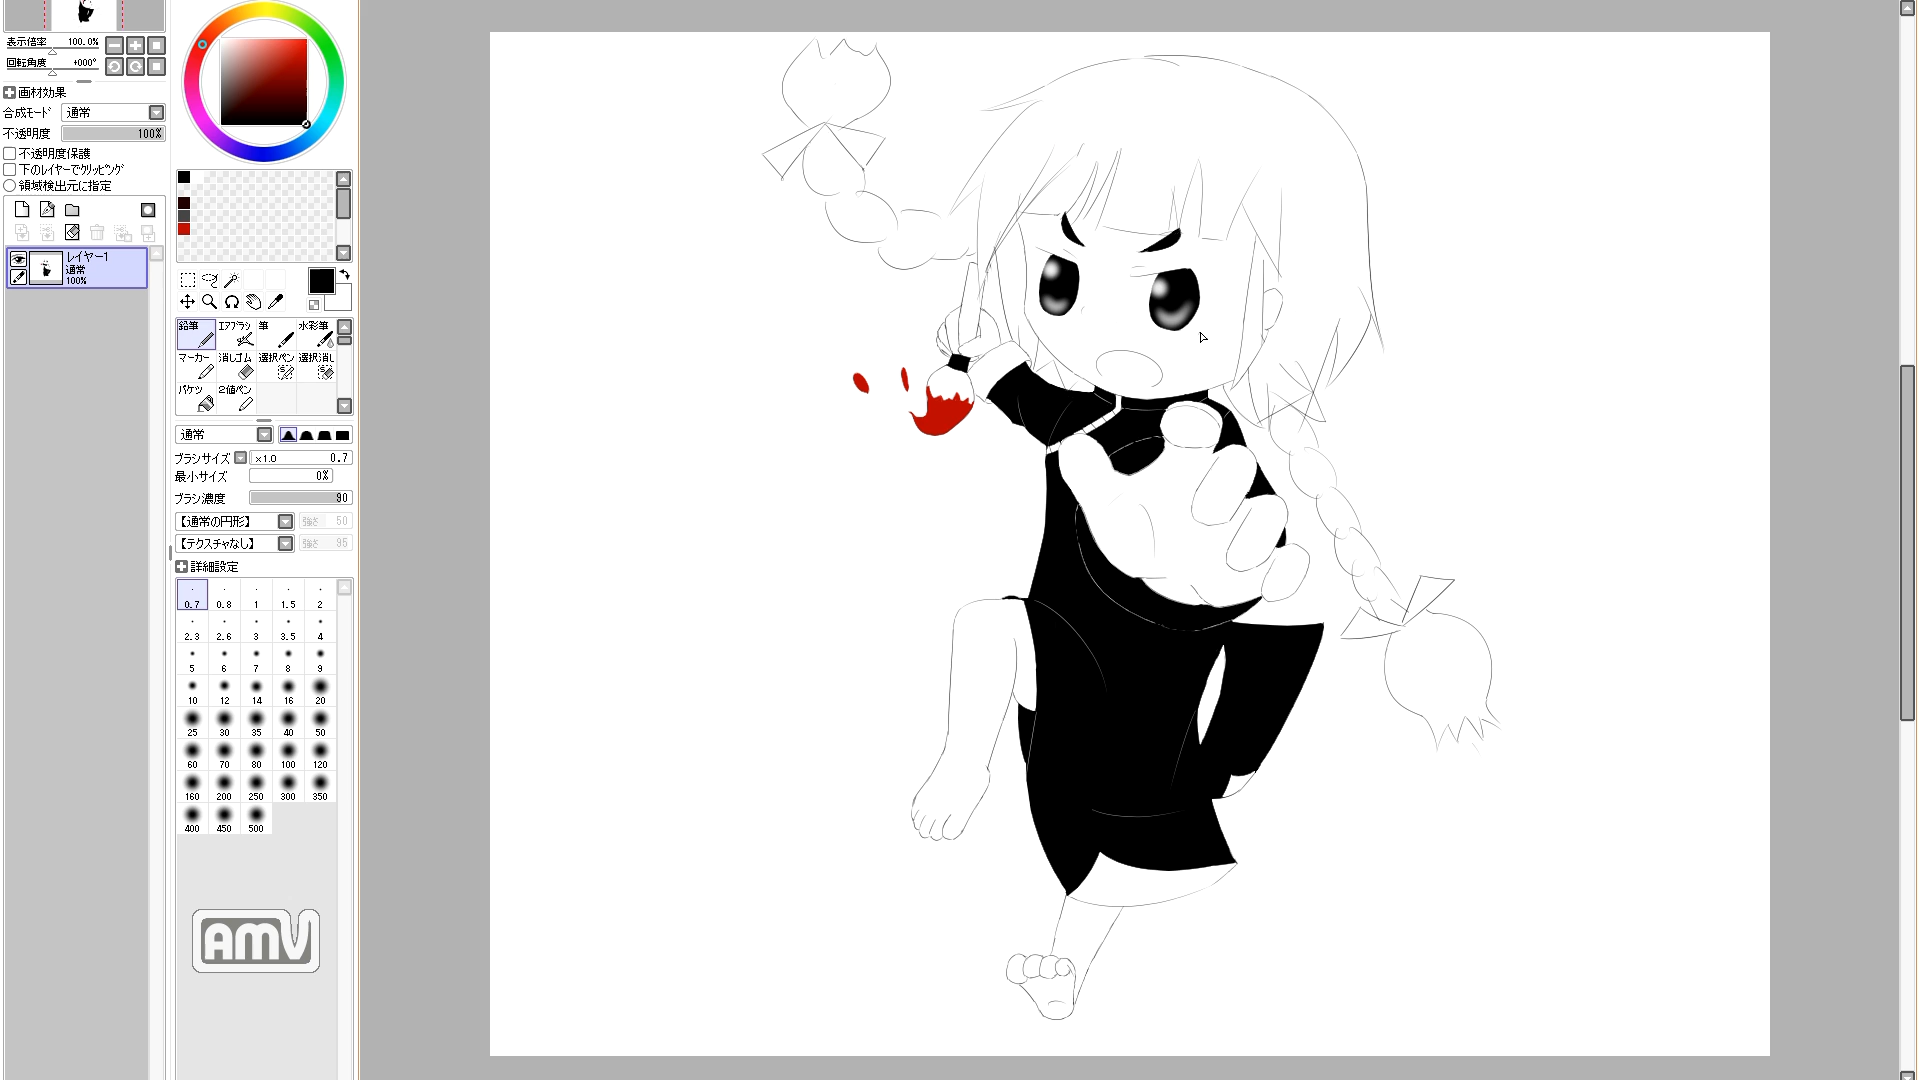 表示倍率 100.0%
回転角度 +000°
画材効果
合成モード 通常
不透明度 100%
不透明度保護
下のレイヤーでクリッピング
領域検出元に指定
レイヤー1
通常
100%
鉛筆 エアブラシ 筆 水彩筆
マーカー 消しゴム 選択ペン 選択消し
バケツ 2値ペン
通常
ブラシサイズ x1.0 0.7
最小サイズ 0%
ブラシ濃度 90
【通常の円形】 強さ 50
【テクスチャなし】 強さ 95
詳細設定
0.7 0.8 1 1.5 2
2.3 2.6 3 3.5 4
5 6 7 8 9
10 12 14 16 20
25 30 35 40 50
60 70 80 100 120
160 200 250 300 350
400 450 500
AMV